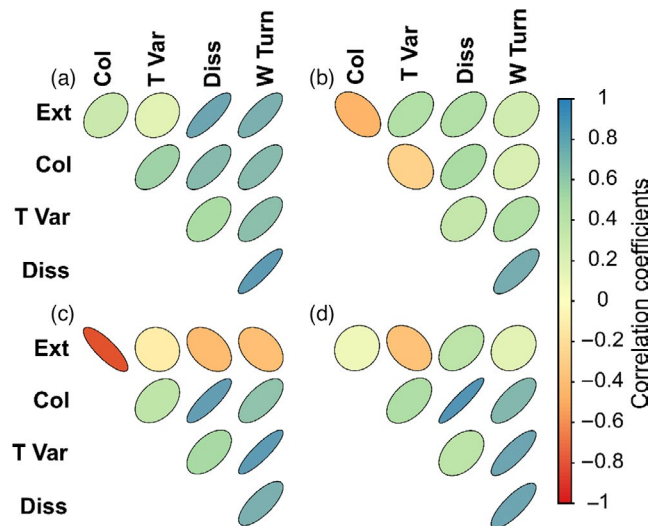 (a)
Col
T Var
Diss
W Turn
Ext
Col
T Var
Diss
(b)
Col
T Var
Diss
W Turn
(c)
Ext
Col
T Var
Diss
(d)
1
0.8
0.6
0.4
0.2
0
−0.2
−0.4
−0.6
−0.8
−1
Correlation coefficients